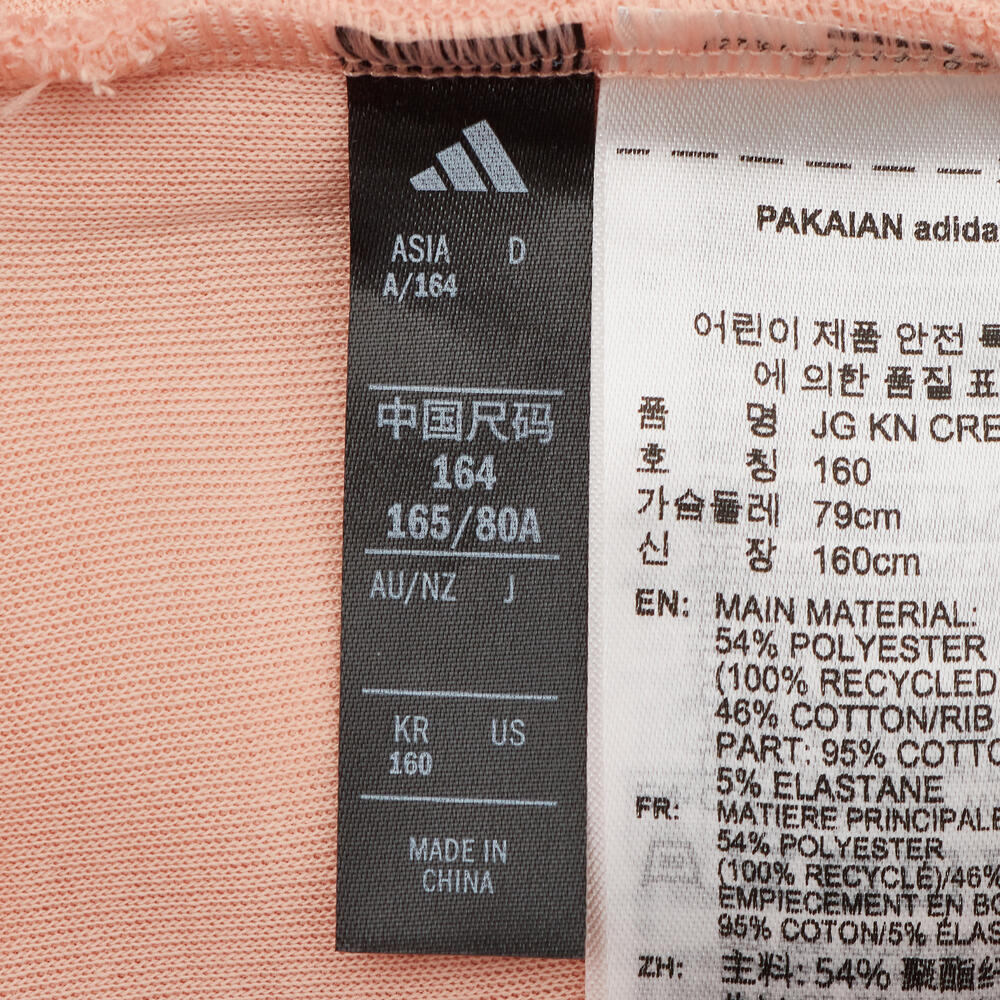 ASIA D
A/164
中国尺码
164
165/80A
AU/NZ J
KR US
160
MADE IN
CHINA
PAKAIAN adida
어린이 제품 안전
에 의한 품질 표
품 명 JG KN CRE
호 칭 160
가슴둘레 79cm
신 장 160cm
EN: MAIN MATERIAL:
54% POLYESTER
(100% RECYCLED
46% COTTON/RIB
PART: 95% COTTO
5% ELASTANE
FR: MATIERE PRINCIPALE
54% POLYESTER
(100% RECYCLE)/46%
EMPIECEMENT EN BO
95% COTON/5% ELAS
ZH: 主料: 54%